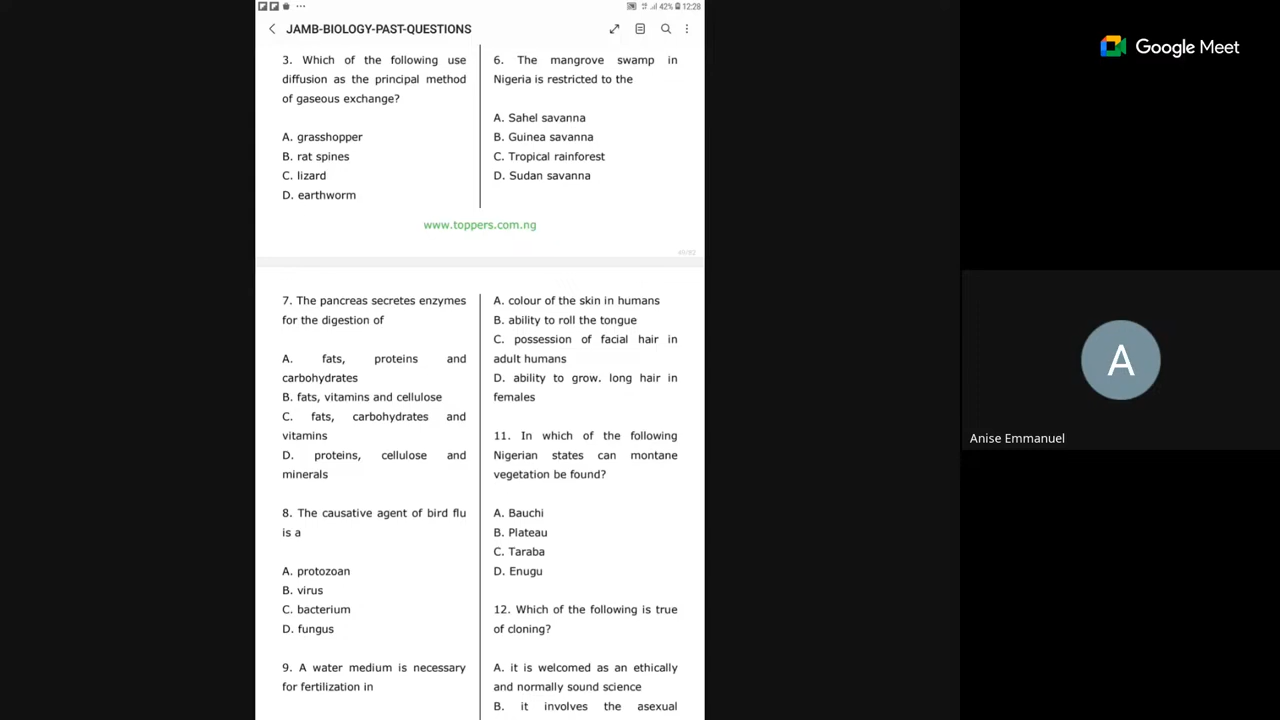 42% 12:28
JAMB-BIOLOGY-PAST-QUESTIONS
Google Meet
3. Which of the following use
diffusion as the principal method
of gaseous exchange?
A. grasshopper
B. rat spines
C. lizard
D. earthworm
6. The mangrove swamp in
Nigeria is restricted to the
A. Sahel savanna
B. Guinea savanna
C. Tropical rainforest
D. Sudan savanna
www.toppers.com.ng
7. The pancreas secretes enzymes
for the digestion of
A. fats, proteins and
carbohydrates
B. fats, vitamins and cellulose
C. fats, carbohydrates and
vitamins
D. proteins, cellulose and
minerals
8. The causative agent of bird flu
is a
A. protozoan
B. virus
C. bacterium
D. fungus
9. A water medium is necessary
for fertilization in
A. colour of the skin in humans
B. ability to roll the tongue
C. possession of facial hair in
adult humans
D. ability to grow. long hair in
females
11. In which of the following
Nigerian states can montane
vegetation be found?
A. Bauchi
B. Plateau
C. Taraba
D. Enugu
12. Which of the following is true
of cloning?
A. it is welcomed as an ethically
and normally sound science
B. it involves the asexual
A
Anise Emmanuel